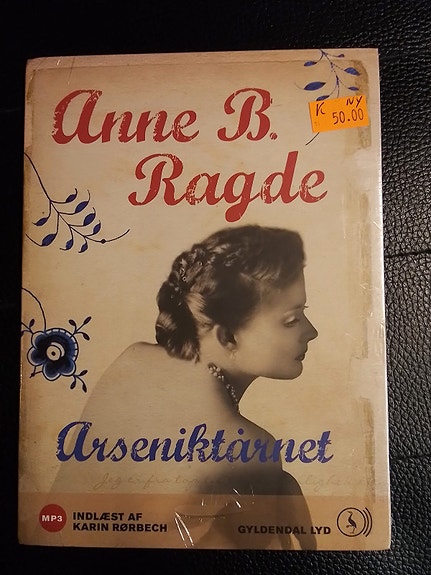 Anne B.
Ragde
K NY
50.00
Arseniktårnet
MP3
INDLÆST AF
KARIN RØRBECH
GYLDENDAL LYD